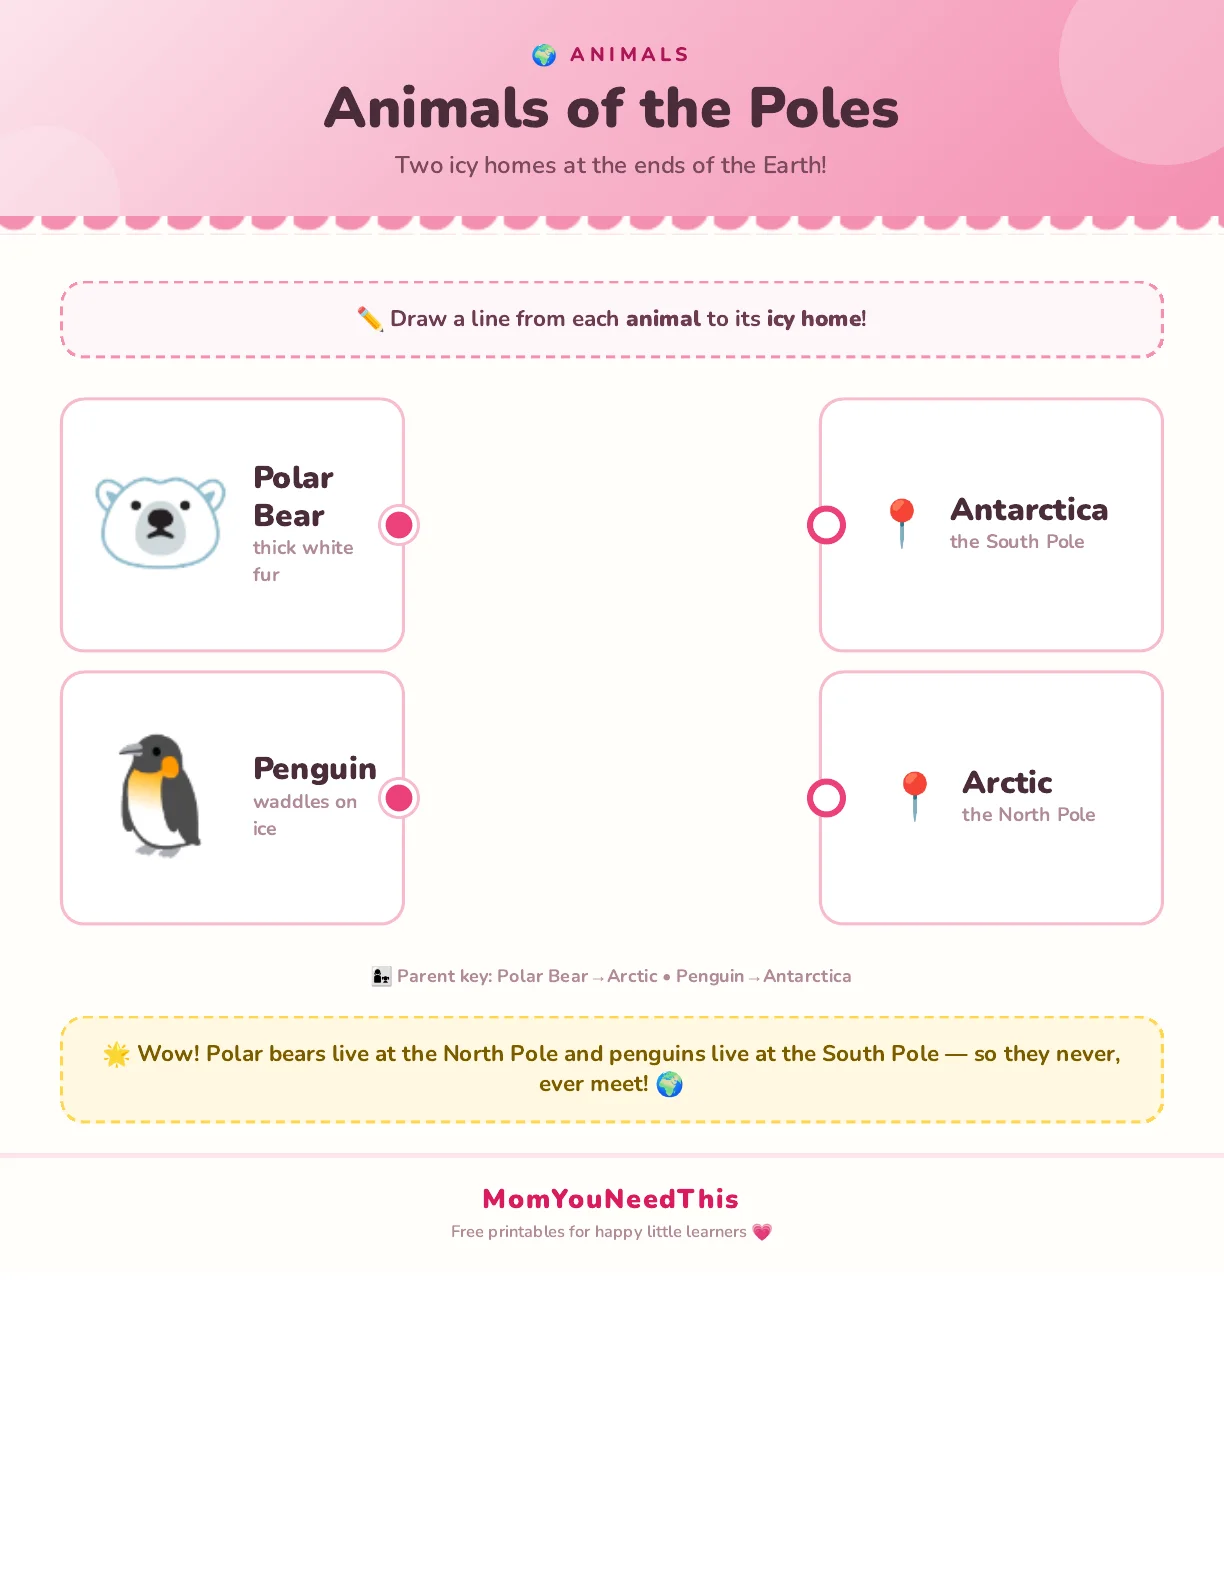 🌍 ANIMALS
Animals of the Poles
Two icy homes at the ends of the Earth!
✏️ Draw a line from each animal to its icy home!
Polar
Bear
thick white
fur
Antarctica
the South Pole
Penguin
waddles on
ice
Arctic
the North Pole
Parent key: Polar Bear→Arctic • Penguin→Antarctica
🌟 Wow! Polar bears live at the North Pole and penguins live at the South Pole — so they never,
ever meet! 🌍
MomYouNeedThis
Free printables for happy little learners 💗